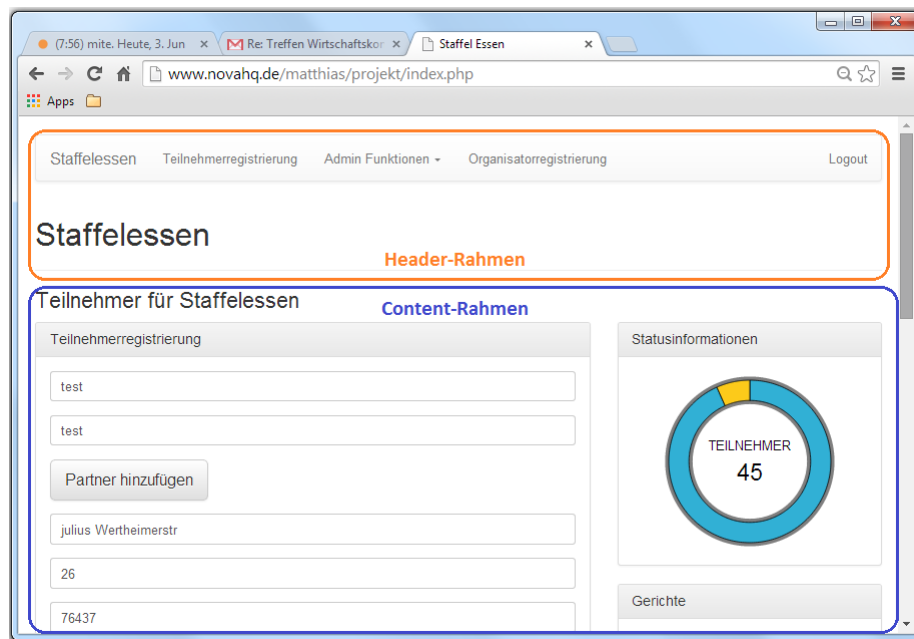 (7:56) mite. Heute, 3. Jun
Re: Treffen Wirtschaftskor
Staffel Essen
www.novahq.de/matthias/projekt/index.php
Apps
Staffelessen Teilnehmerregistrierung Admin Funktionen Organisatorregistrierung Logout
Staffelessen
Header-Rahmen
Teilnehmer für Staffelessen
Content-Rahmen
Teilnehmerregistrierung
test
test
Partner hinzufügen
julius Wertheimerstr
26
76437
Statusinformationen
TEILNEHMER
45
Gerichte